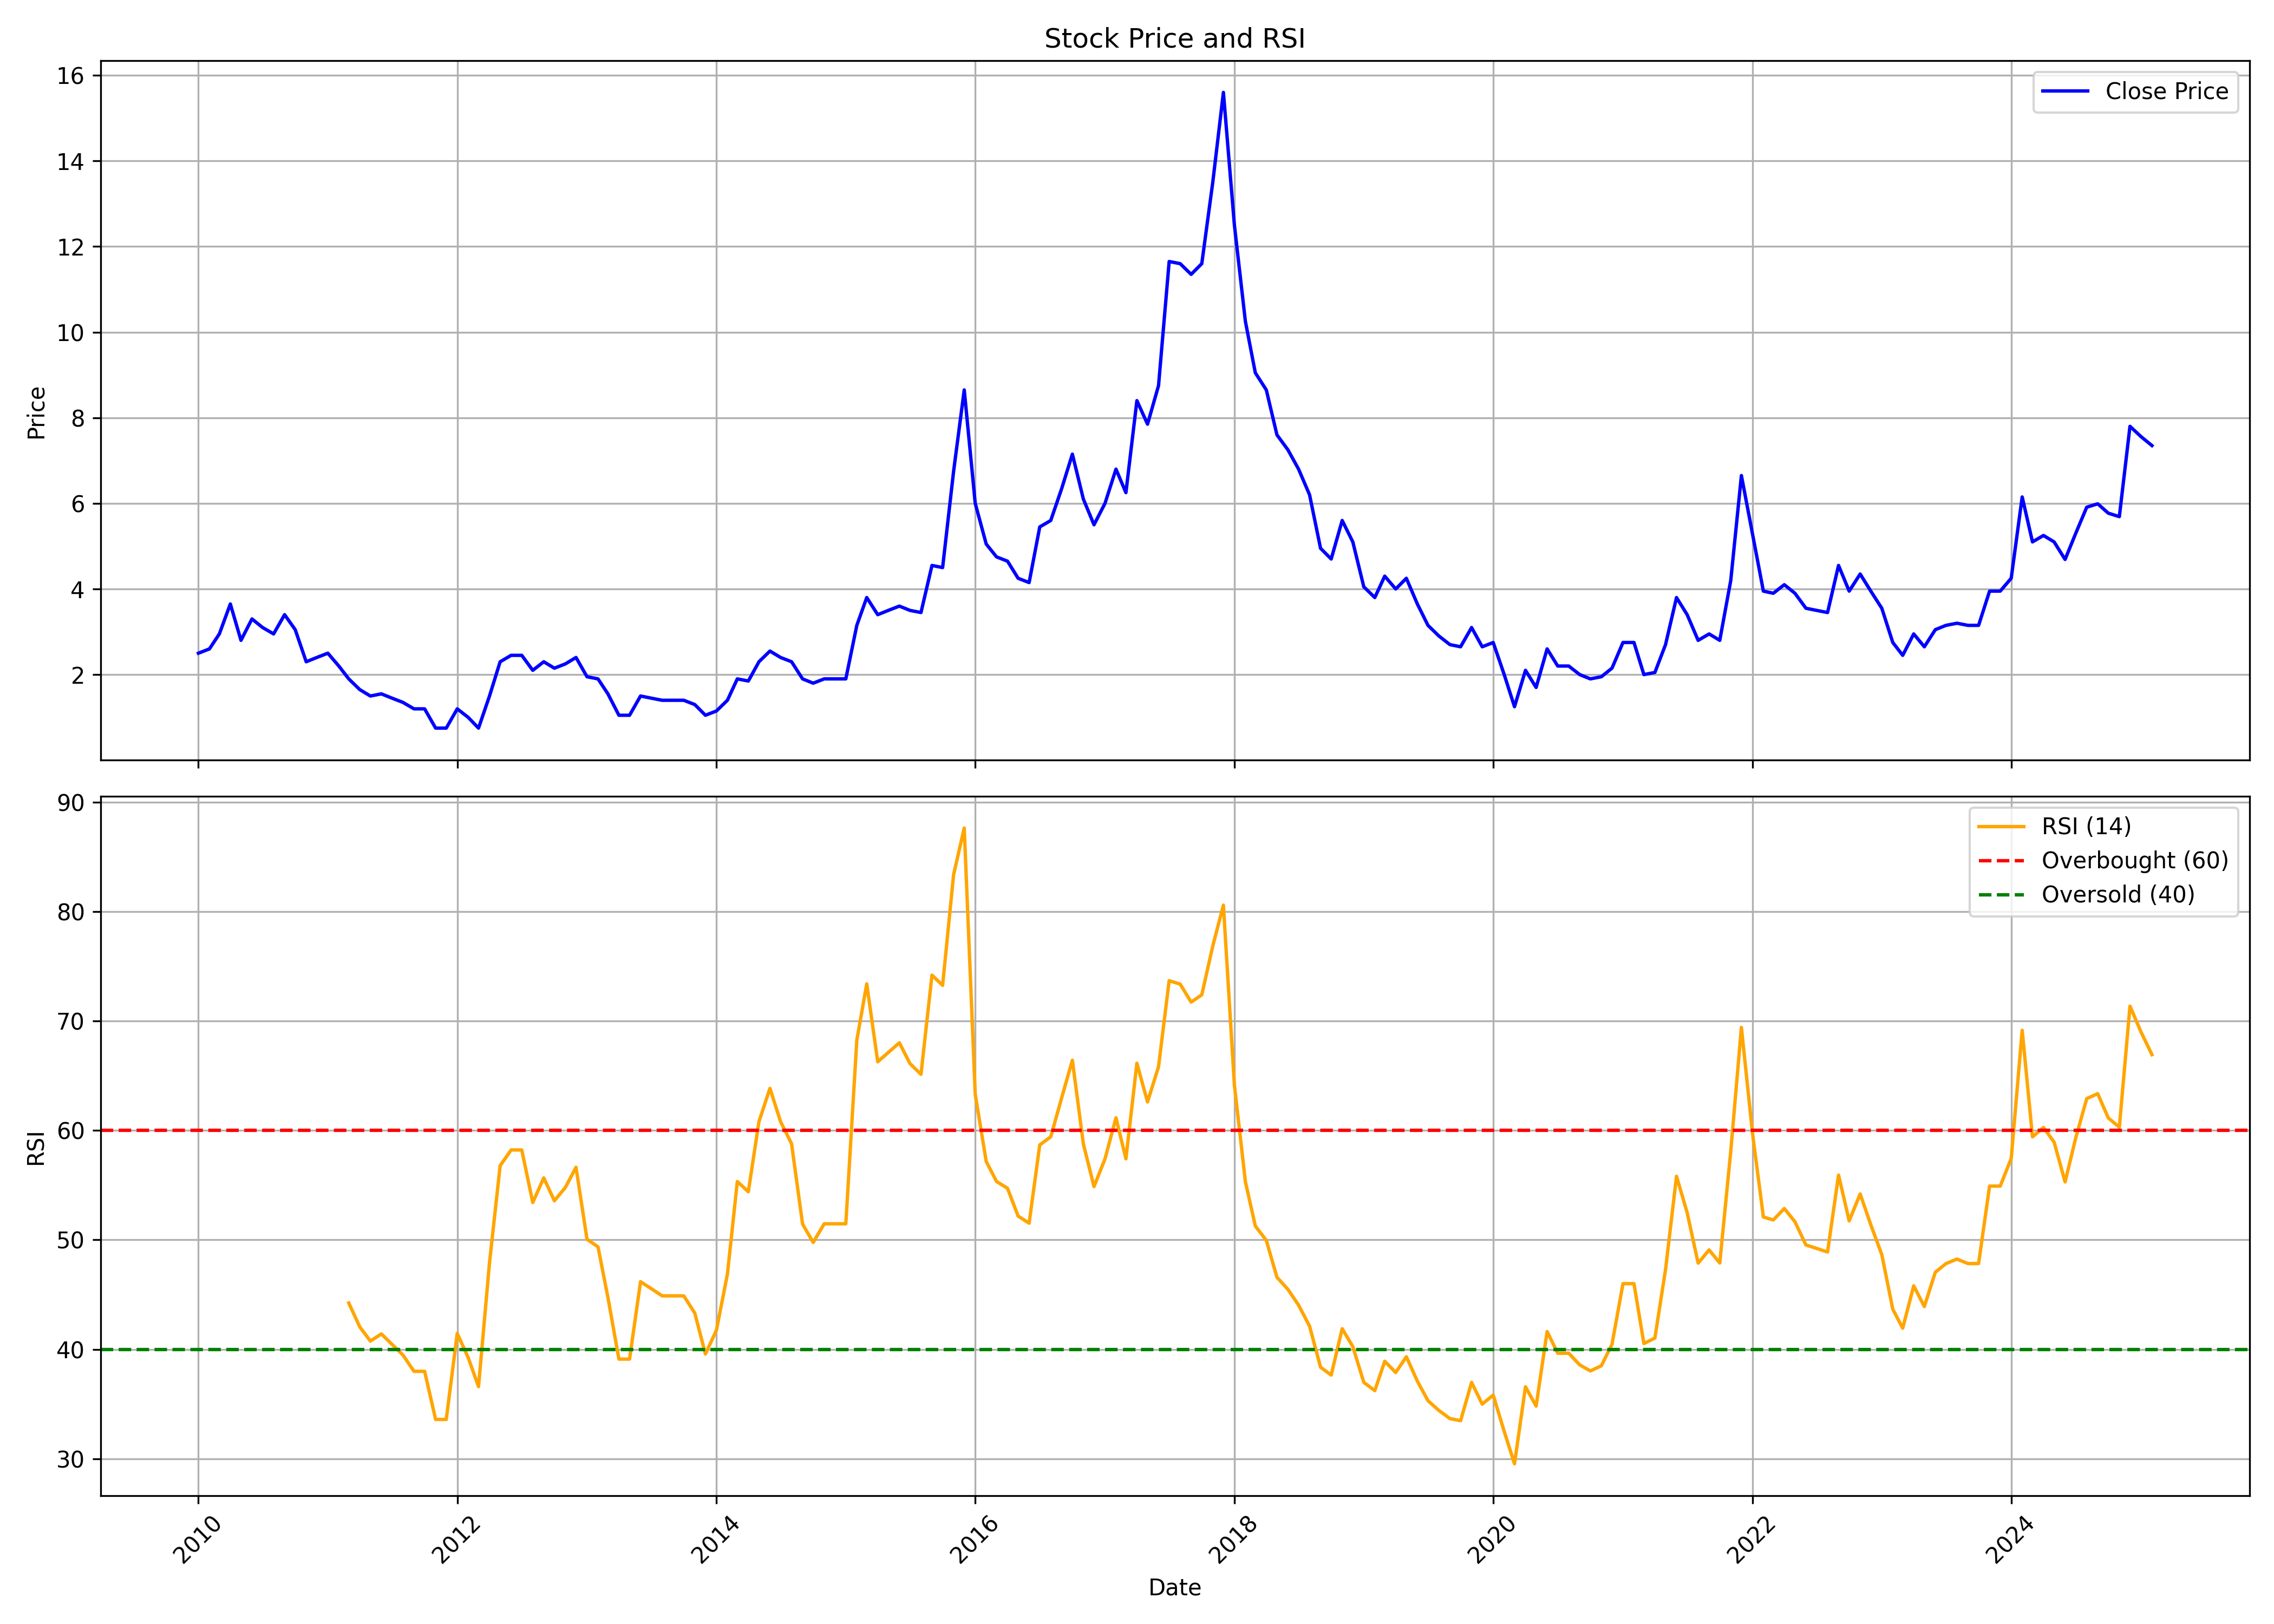 Stock Price and RSI
Close Price
Price
16
14
12
10
8
6
4
2
RSI (14)
Overbought (60)
Oversold (40)
RSI
90
80
70
60
50
40
30
2010
2012
2014
2016
2018
2020
2022
2024
Date